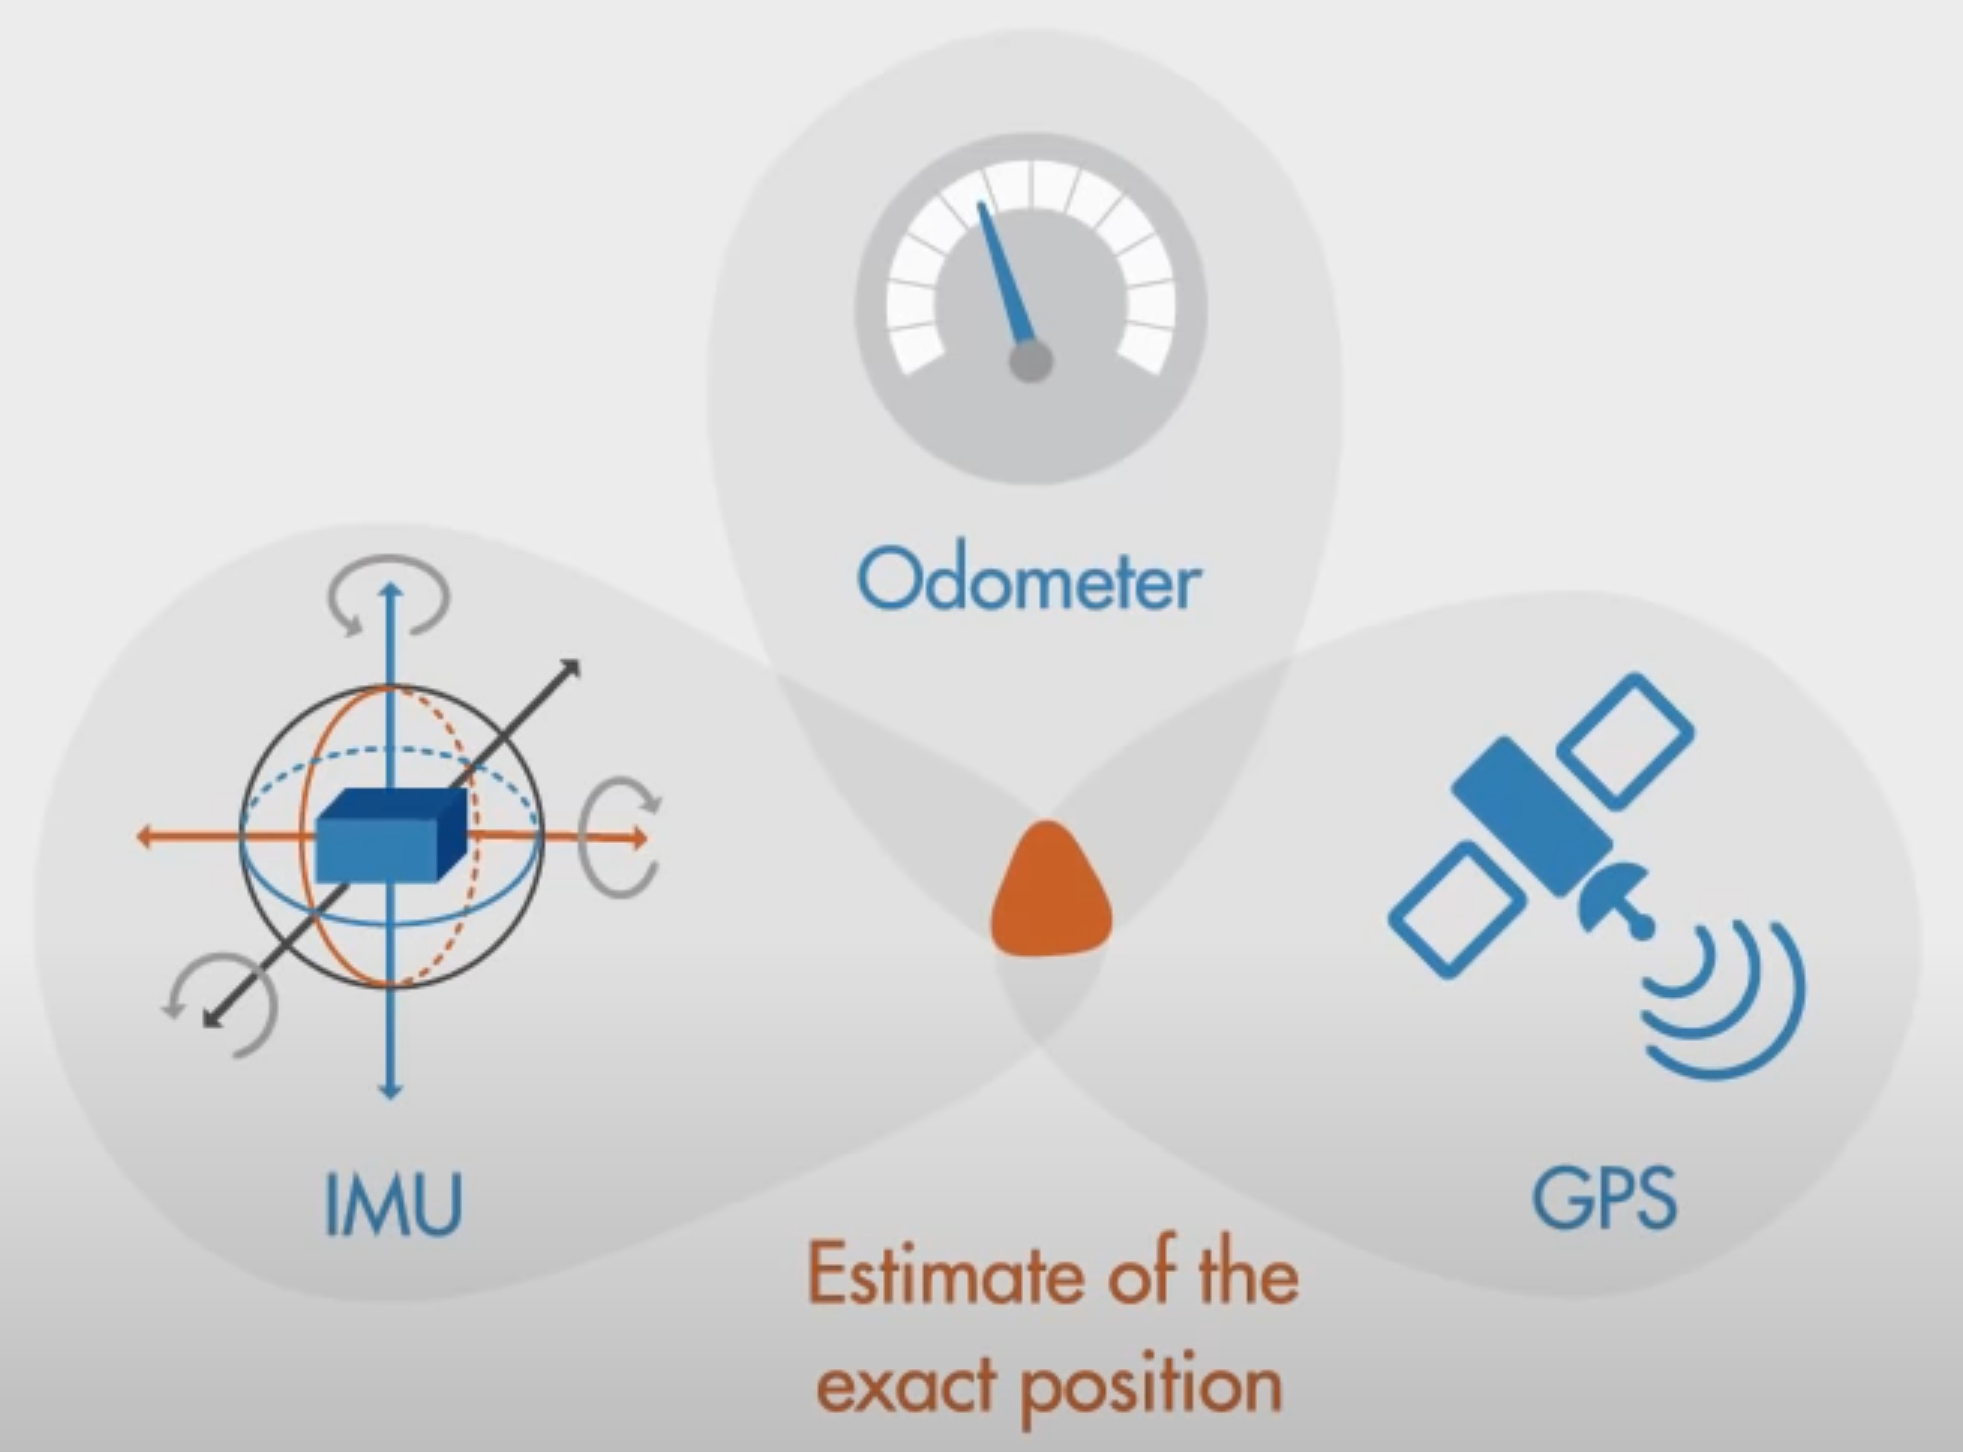 Odometer
IMU
GPS
Estimate of the
exact position